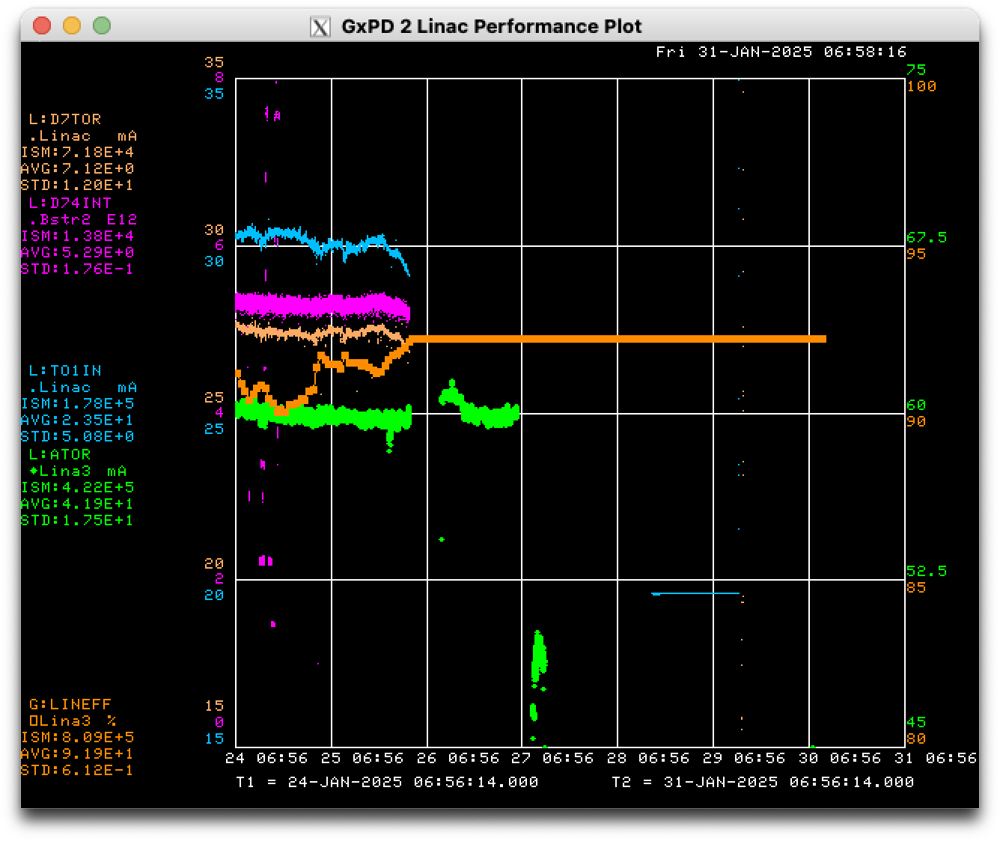 GxPD 2 Linac Performance Plot
Fri 31-JAN-2025 06:58:16
35
8
35
75
100
L:D7TOR
.Linac mA
ISM:7.18E+4
AVG:7.12E+0
STD:1.20E+1
L:D74INT
.Bstr2 E12
ISM:1.38E+4
AVG:5.29E+0
STD:1.76E-1
30
6
30
67.5
95
L:TO1IN
.Linac mA
ISM:1.78E+5
AVG:2.35E+1
STD:5.08E+0
25
4
25
60
90
L:ATOR
Lina3 mA
ISM:4.22E+5
AVG:4.19E+1
STD:1.75E+1
20
2
20
52.5
85
G:LINEFF
Lina3 %
ISM:8.09E+5
AVG:9.19E+1
STD:6.12E-1
15
0
15
45
80
24 06:56 25 06:56 26 06:56 27 06:56 28 06:56 29 06:56 30 06:56 31 06:56
T1 = 24-JAN-2025 06:56:14.000 T2 = 31-JAN-2025 06:56:14.000